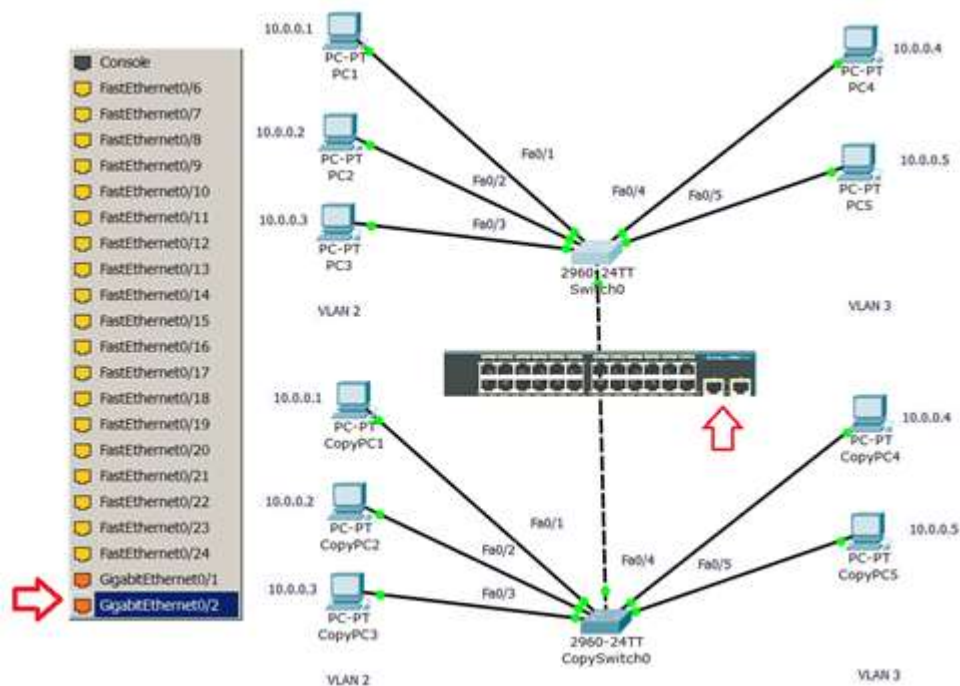 Console
FastEthernet0/6
FastEthernet0/7
FastEthernet0/8
FastEthernet0/9
FastEthernet0/10
FastEthernet0/11
FastEthernet0/12
FastEthernet0/13
FastEthernet0/14
FastEthernet0/15
FastEthernet0/16
FastEthernet0/17
FastEthernet0/18
FastEthernet0/19
FastEthernet0/20
FastEthernet0/21
FastEthernet0/22
FastEthernet0/23
FastEthernet0/24
GigabitEthernet0/1
GigabitEthernet0/2
10.0.0.1
PC-PT
PC1
10.0.0.2
PC-PT
PC2
10.0.0.3
PC-PT
PC3
VLAN 2
Fa0/1
Fa0/2
Fa0/3
10.0.0.4
PC-PT
PC4
10.0.0.5
PC-PT
PC5
Fa0/4
Fa0/5
2960-24TT
Switch0
VLAN 3
10.0.0.1
PC-PT
CopyPC1
10.0.0.2
PC-PT
CopyPC2
10.0.0.3
PC-PT
CopyPC3
VLAN 2
Fa0/1
Fa0/2
Fa0/3
10.0.0.4
PC-PT
CopyPC4
10.0.0.5
PC-PT
CopyPC5
Fa0/4
Fa0/5
2960-24TT
CopySwitch0
VLAN 3